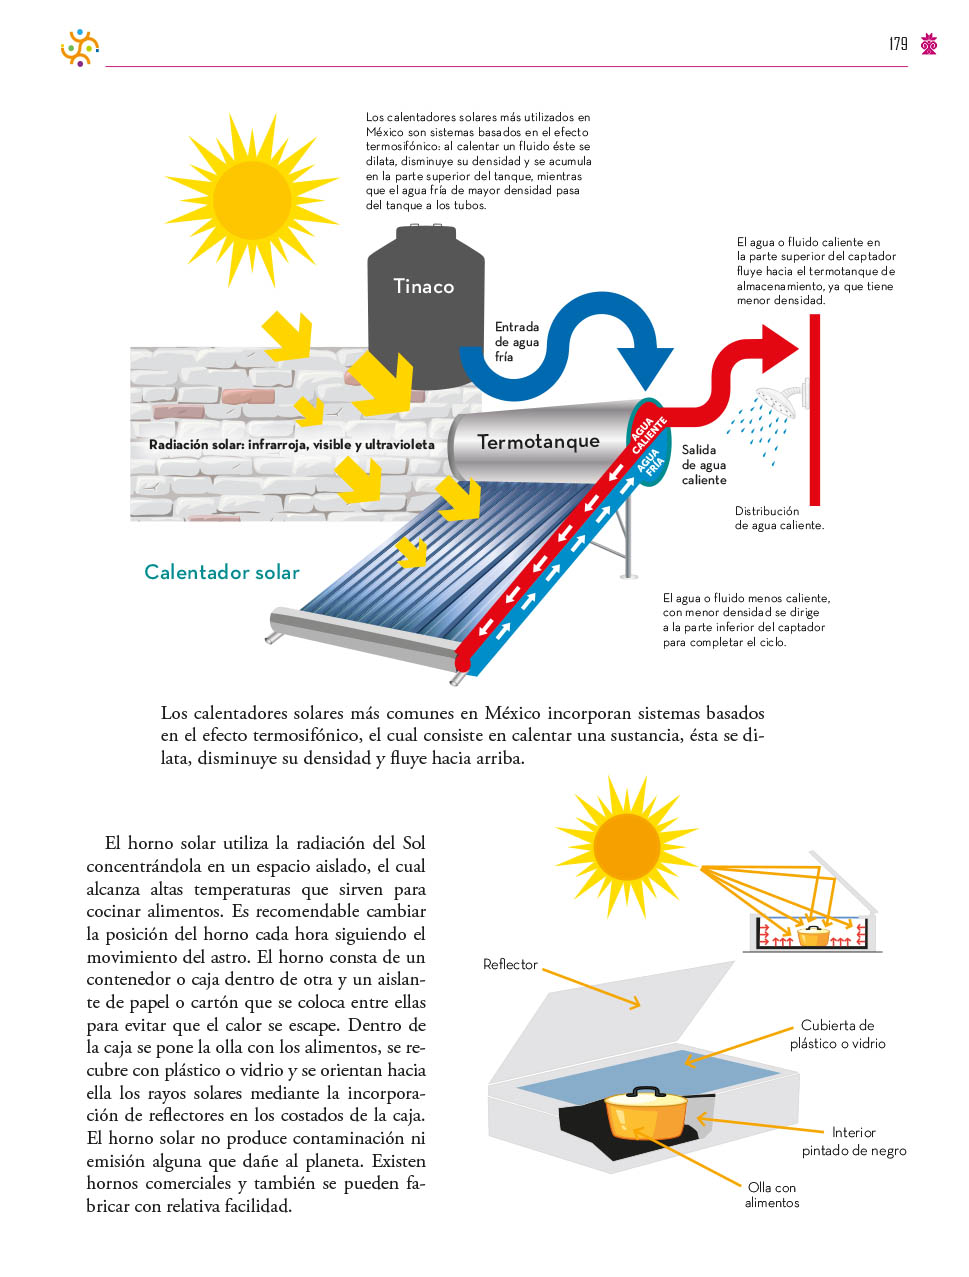 179
Los calentadores solares más utilizados en
México son sistemas basados en el efecto
termosifónico: al calentar un fluido éste se
dilata, disminuye su densidad y se acumula
en la parte superior del tanque, mientras
que el agua fría de mayor densidad pasa
del tanque a los tubos.
El agua o fluido caliente en
la parte superior del captador
fluye hacia el termotanque de
almacenamiento, ya que tiene
menor densidad.
Tinaco
Entrada
de agua
fría
Radiación solar: infrarroja, visible y ultravioleta
Termotanque
AGUA
CALIENTE
AGUA
FRÍA
Salida
de agua
caliente
Distribución
de agua caliente.
Calentador solar
El agua o fluido menos caliente,
con menor densidad se dirige
a la parte inferior del captador
para completar el ciclo.
Los calentadores solares más comunes en México incorporan sistemas basados
en el efecto termosifónico, el cual consiste en calentar una sustancia, ésta se di-
lata, disminuye su densidad y fluye hacia arriba.
El horno solar utiliza la radiación del Sol
concentrándola en un espacio aislado, el cual
alcanza altas temperaturas que sirven para
cocinar alimentos. Es recomendable cambiar
la posición del horno cada hora siguiendo el
movimiento del astro. El horno consta de un
contenedor o caja dentro de otra y un aislan-
te de papel o cartón que se coloca entre ellas
para evitar que el calor se escape. Dentro de
la caja se pone la olla con los alimentos, se re-
cubre con plástico o vidrio y se orientan hacia
ella los rayos solares mediante la incorpora-
ción de reflectores en los costados de la caja.
El horno solar no produce contaminación ni
emisión alguna que dañe al planeta. Existen
hornos comerciales y también se pueden fa-
bricar con relativa facilidad.
Reflector
Cubierta de
plástico o vidrio
Interior
pintado de negro
Olla con
alimentos